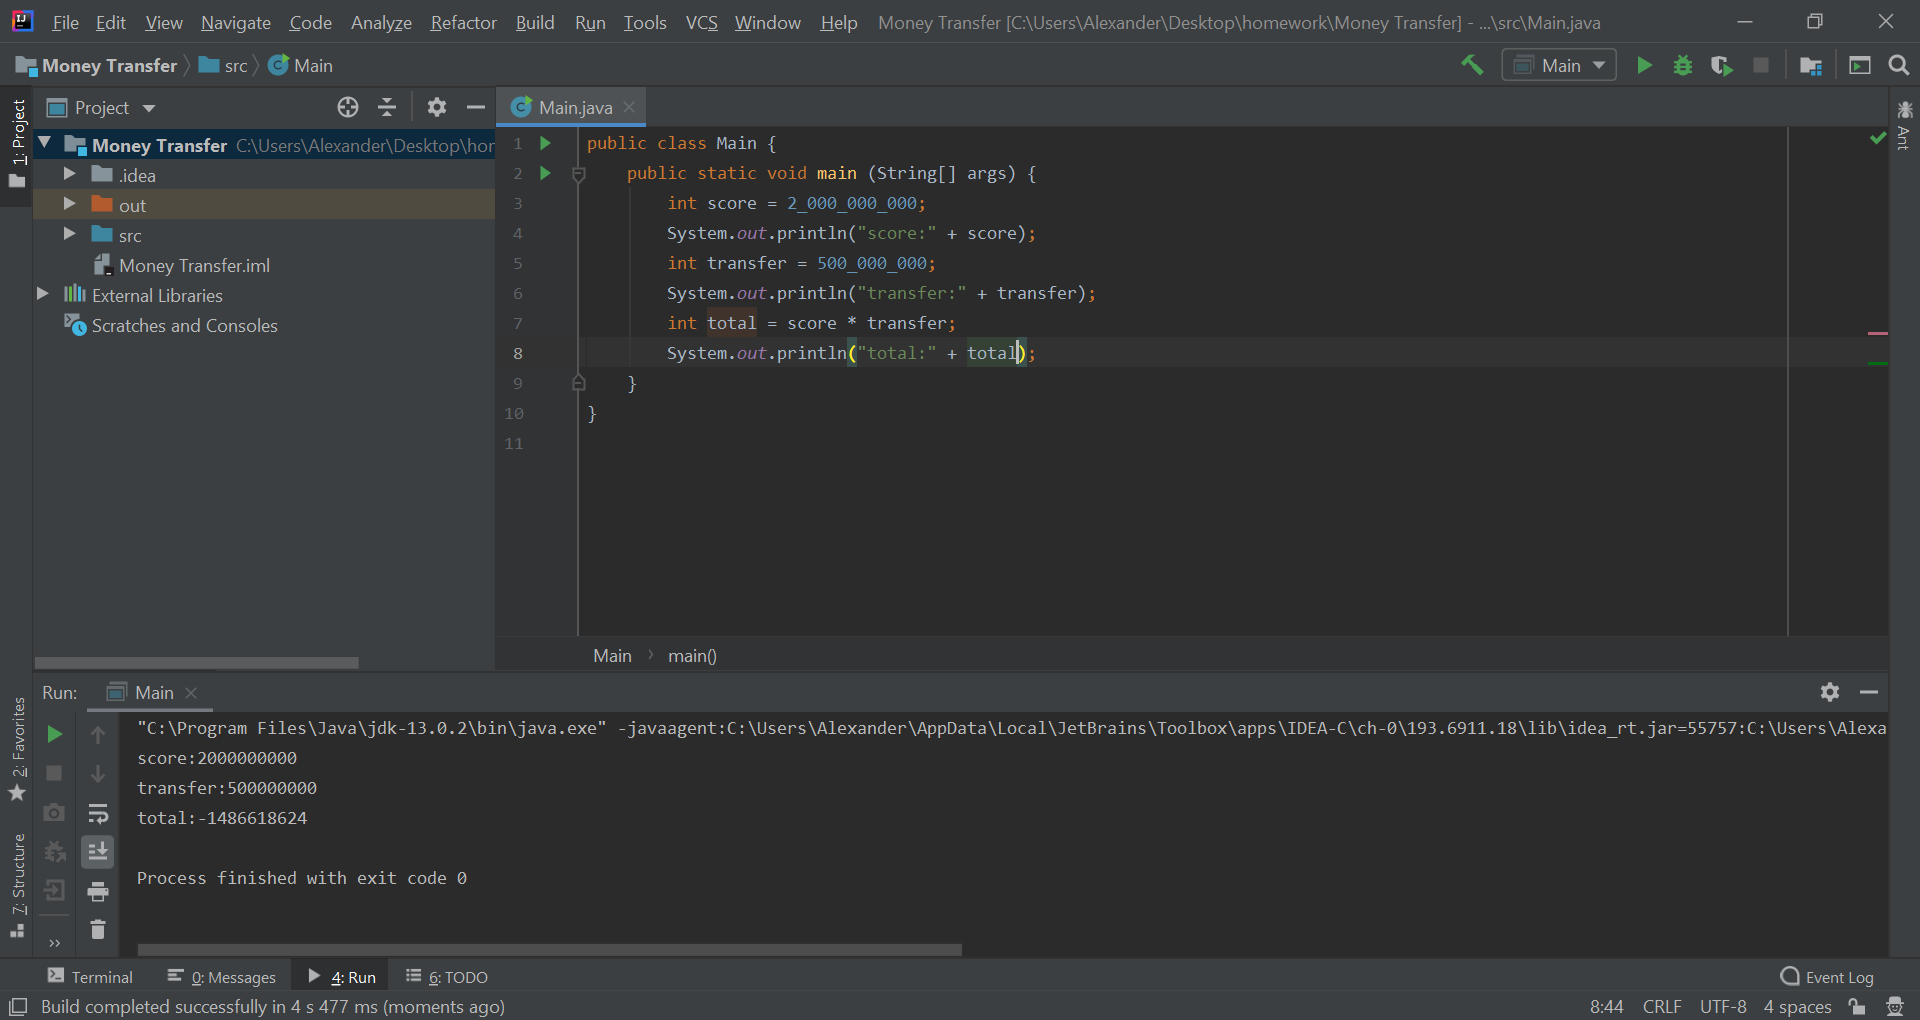 File Edit View Navigate Code Analyze Refactor Build Run Tools VCS Window Help Money Transfer [C:\Users\Alexander\Desktop\homework\Money Transfer] - ...\src\Main.java
Money Transfer src Main Main
1: Project
Project
Main.java
Money Transfer C:\Users\Alexander\Desktop\hor
.idea
out
src
Money Transfer.iml
External Libraries
Scratches and Consoles
1 public class Main {
2 public static void main (String[] args) {
3 int score = 2_000_000_000;
4 System.out.println("score:" + score);
5 int transfer = 500_000_000;
6 System.out.println("transfer:" + transfer);
7 int total = score * transfer;
8 System.out.println("total:" + total);
9 }
10 }
11
Ant
Main main()
Run: Main
"C:\Program Files\Java\jdk-13.0.2\bin\java.exe" -javaagent:C:\Users\Alexander\AppData\Local\JetBrains\Toolbox\apps\IDEA-C\ch-0\193.6911.18\lib\idea_rt.jar=55757:C:\Users\Alexa
score:2000000000
transfer:500000000
total:-1486618624
Process finished with exit code 0
2: Favorites
7: Structure
Terminal 0: Messages 4: Run 6: TODO Event Log
Build completed successfully in 4 s 477 ms (moments ago) 8:44 CRLF UTF-8 4 spaces